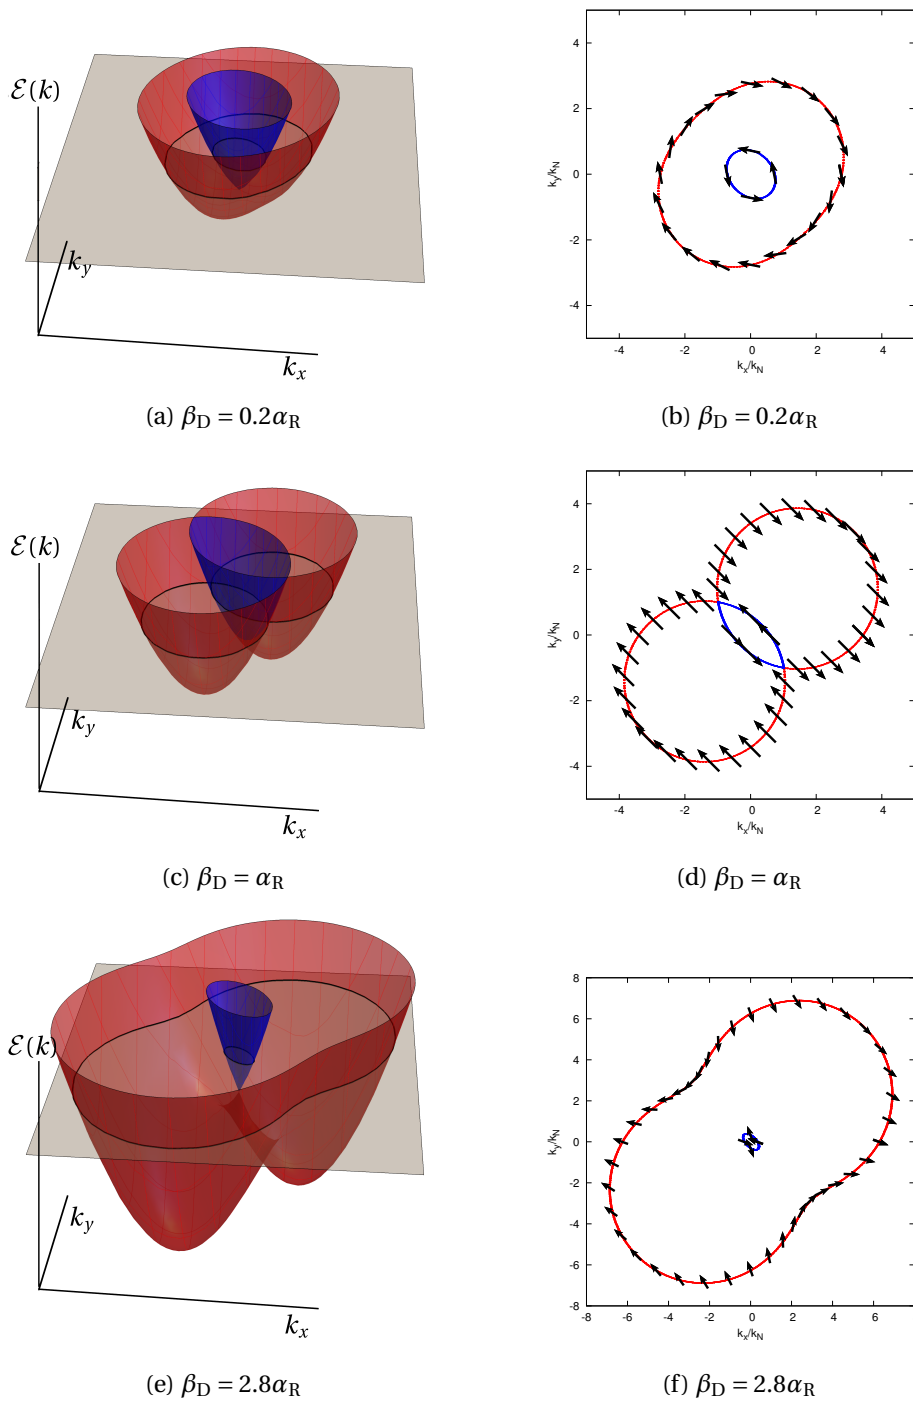 ℰ(k)
k_y
k_x
4
2
0
-2
-4
k_y/k_N
-4 -2 0 2 4
k_x/k_N
(a) β_D = 0.2α_R
(b) β_D = 0.2α_R
ℰ(k)
k_y
k_x
4
2
0
-2
-4
k_y/k_N
-4 -2 0 2 4
k_x/k_N
(c) β_D = α_R
(d) β_D = α_R
ℰ(k)
k_y
k_x
8
6
4
2
0
-2
-4
-6
-8
k_y/k_N
-8 -6 -4 -2 0 2 4 6
k_x/k_N
(e) β_D = 2.8α_R
(f) β_D = 2.8α_R